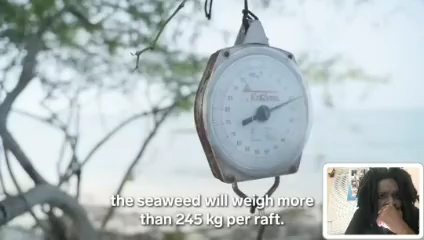 the seaweed will weigh more
than 245 kg per raft.